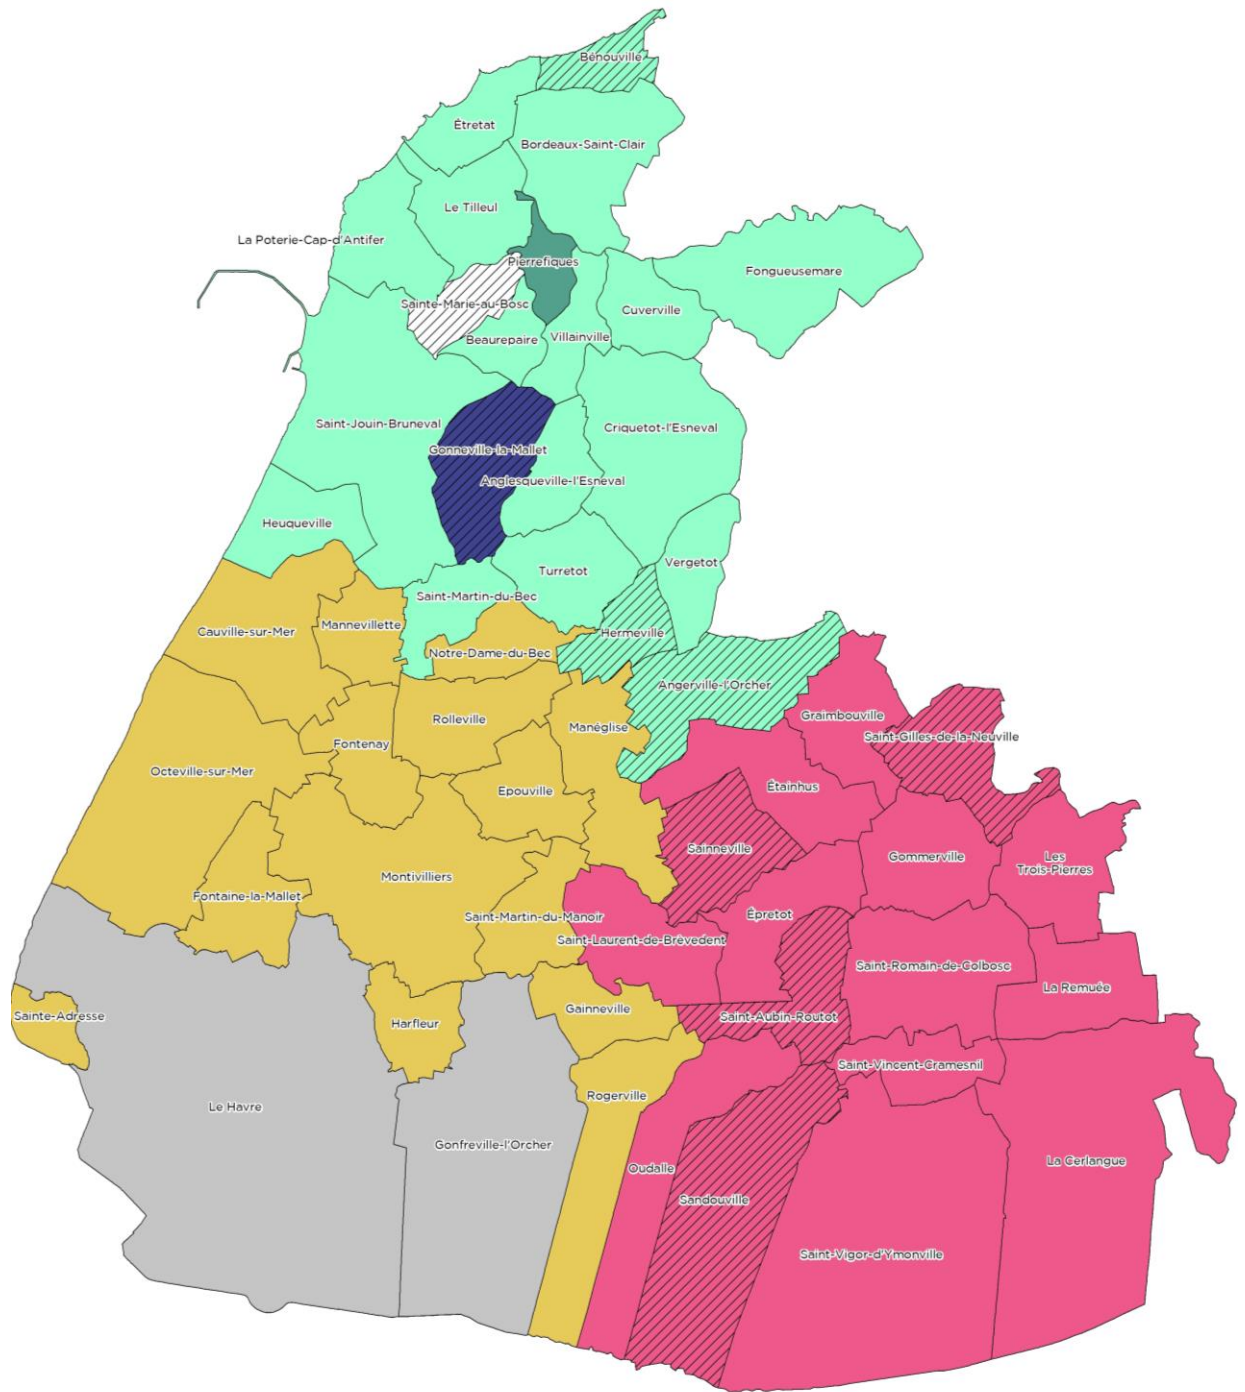 Bénouville
Étretat
Bordeaux-Saint-Clair
Le Tilleul
La Poterie-Cap-d'Antifer
Pierrefiques
Fongueusemare
Sainte-Marie-au-Bosc
Cuverville
Beaurepaire
Villainville
Saint-Jouin-Bruneval
Criquetot-l'Esneval
Gonneville-la-Mallet
Anglesqueville-l'Esneval
Heuqueville
Vergetot
Turretot
Saint-Martin-du-Bec
Cauville-sur-Mer
Mannevillette
Hermeville
Notre-Dame-du-Bec
Angerville-l'Orcher
Graimbouville
Rolleville
Manéglise
Saint-Gilles-de-la-Neuville
Fontenay
Octeville-sur-Mer
Étainhus
Epouville
Sainneville
Gommerville
Les
Trois-Pierres
Montivilliers
Fontaine-la-Mallet
Saint-Martin-du-Manoir
Épretot
Saint-Laurent-de-Brèvedent
Saint-Romain-de-Colbosc
La Remuée
Sainte-Adresse
Harfleur
Gainneville
Saint-Aubin-Routot
Saint-Vincent-Cramesnil
Rogerville
Le Havre
Gonfreville-l'Orcher
Oudalle
La Cerlangue
Sandouville
Saint-Vigor-d'Ymonville